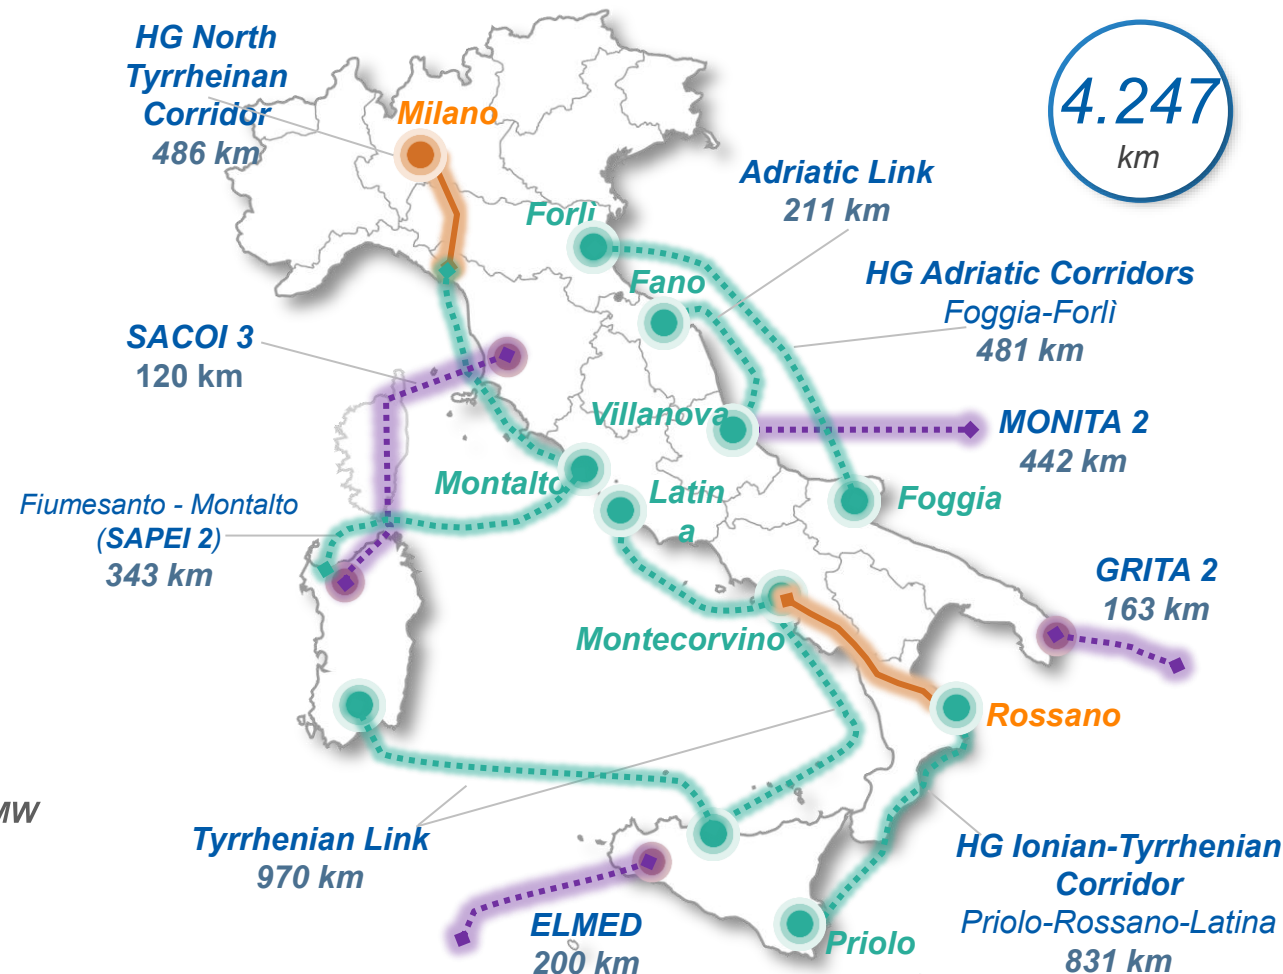 HG North
Tyrrheinan
Corridor
486 km
Milano
4.247
km
Adriatic Link
211 km
Forlì
Fano
HG Adriatic Corridors
Foggia-Forlì
481 km
SACOI 3
120 km
Villanova
MONITA 2
442 km
Montalto
Latin
a
Foggia
Fiumesanto - Montalto
(SAPEI 2)
343 km
GRITA 2
163 km
Montecorvino
Rossano
MW
Tyrrhenian Link
970 km
HG Ionian-Tyrrhenian
Corridor
Priolo-Rossano-Latina
831 km
ELMED
200 km
Priolo